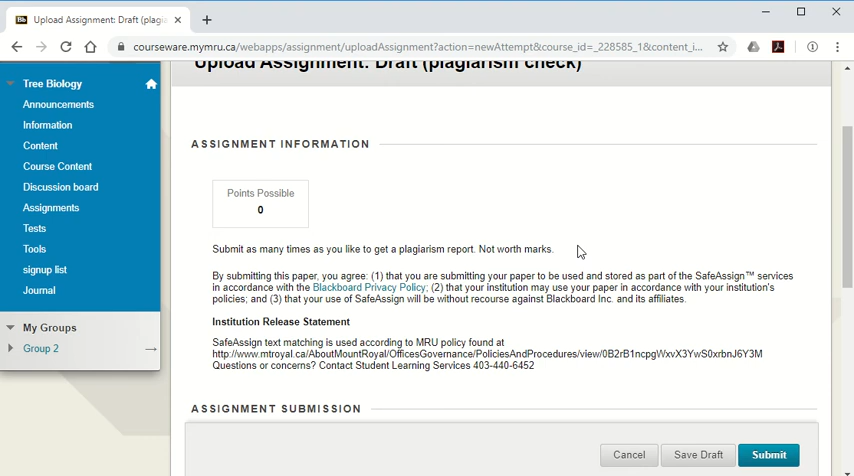 Upload Assignment: Draft (plagia
courseware.mymru.ca/webapps/assignment/uploadAssignment?action=newAttempt&course_id=_228585_1&content_i...
Upload Assignment: Draft (plagiarism check)
Tree Biology
Announcements
Information
Content
Course Content
Discussion board
Assignments
Tests
Tools
signup list
Journal
My Groups
Group 2
ASSIGNMENT INFORMATION
Points Possible
0
Submit as many times as you like to get a plagiarism report. Not worth marks.
By submitting this paper, you agree: (1) that you are submitting your paper to be used and stored as part of the SafeAssign™ services
in accordance with the Blackboard Privacy Policy; (2) that your institution may use your paper in accordance with your institution's
policies; and (3) that your use of SafeAssign will be without recourse against Blackboard Inc. and its affiliates.
Institution Release Statement
SafeAssign text matching is used according to MRU policy found at
http://www.mtroyal.ca/AboutMountRoyal/OfficesGovernance/PoliciesAndProcedures/view/0B2rB1ncpgWxvX3YwS0xrbnJ6Y3M
Questions or concerns? Contact Student Learning Services 403-440-6452
ASSIGNMENT SUBMISSION
Cancel
Save Draft
Submit